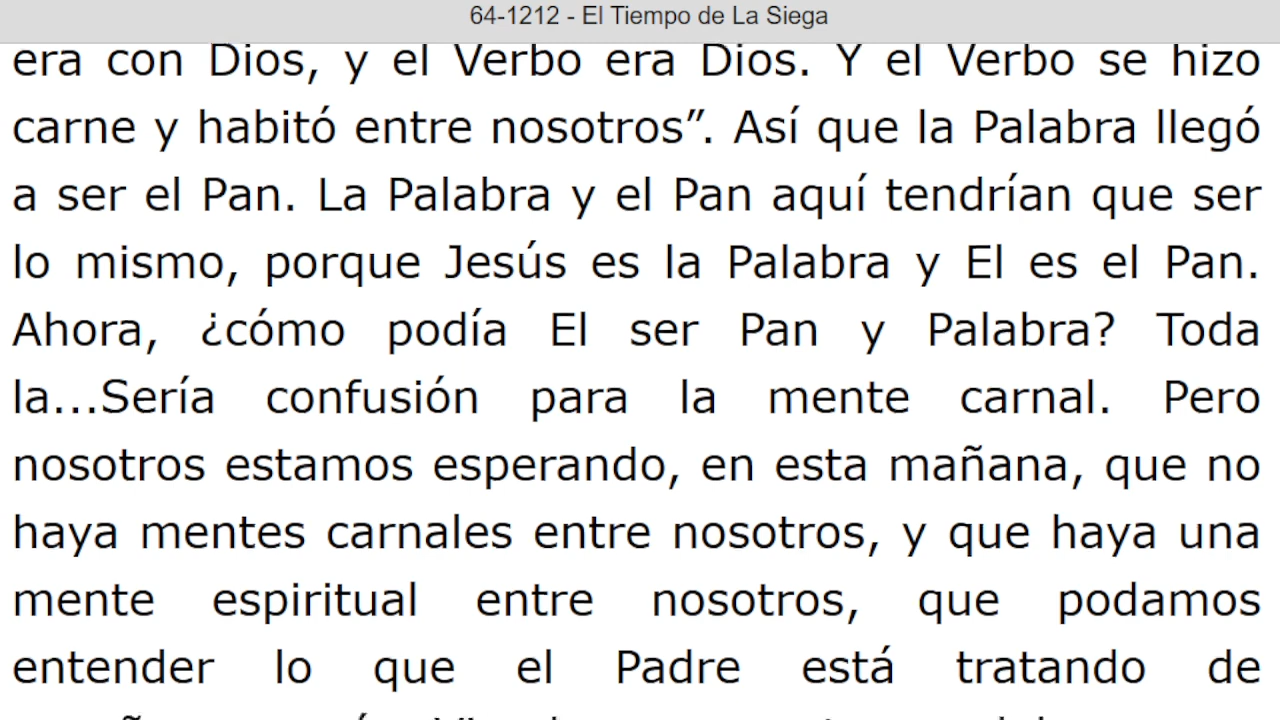 64-1212 - El Tiempo de La Siega
era con Dios, y el Verbo era Dios. Y el Verbo se hizo
carne y habitó entre nosotros”. Así que la Palabra llegó
a ser el Pan. La Palabra y el Pan aquí tendrían que ser
lo mismo, porque Jesús es la Palabra y El es el Pan.
Ahora, ¿cómo podía El ser Pan y Palabra? Toda
la...Sería confusión para la mente carnal. Pero
nosotros estamos esperando, en esta mañana, que no
haya mentes carnales entre nosotros, y que haya una
mente espiritual entre nosotros, que podamos
entender lo que el Padre está tratando de